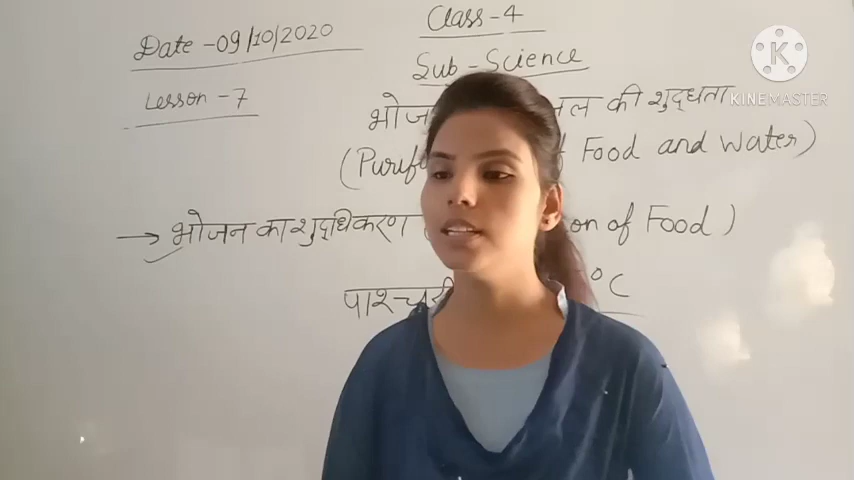 Date - 09/10/2020
Class - 4
Sub - Science
Lesson - 7
भोज ल की शुद्धता
(Purif f Food and Water)
→ भोजन का शुद्धिकरण on of Food)
पाश्च °C
K
KINEMASTER